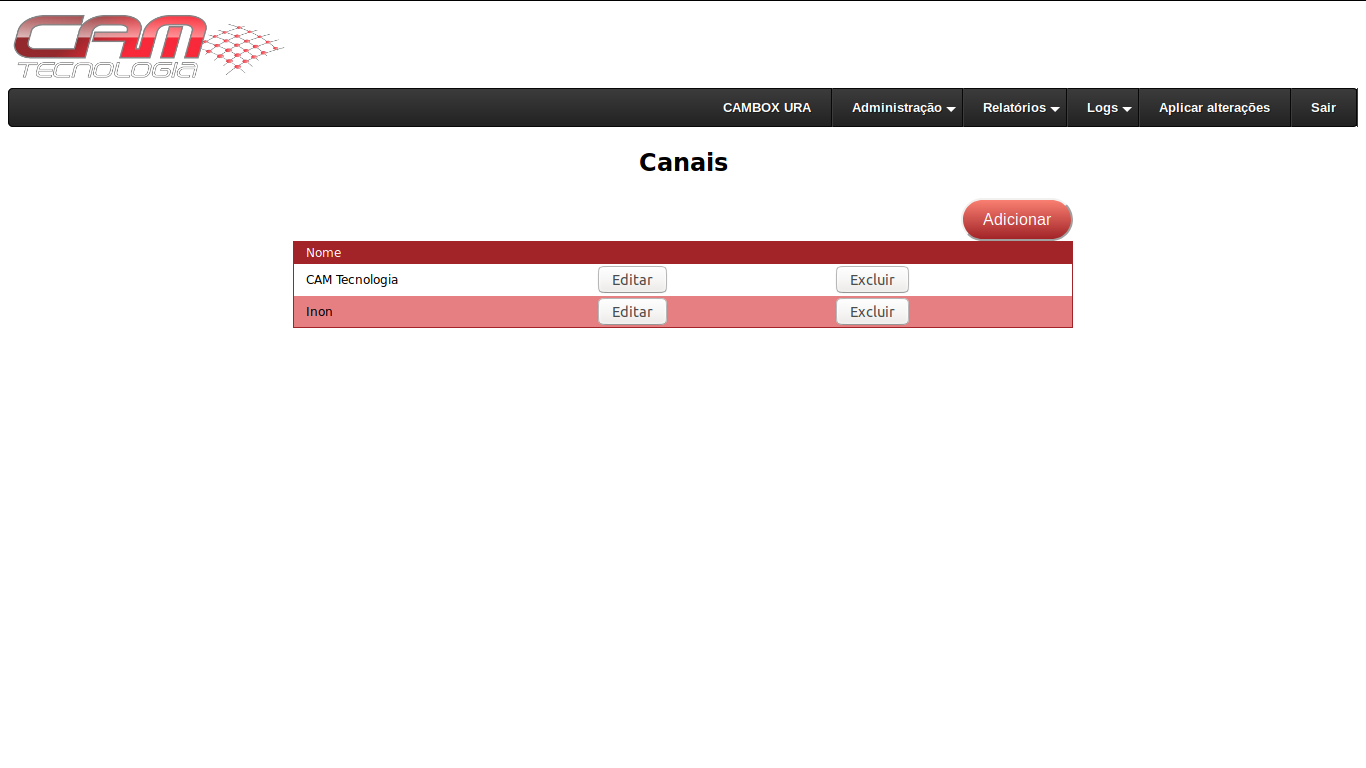 CAM
TECNOLOGIA
CAMBOX URA Administração Relatórios Logs Aplicar alterações Sair
Canais
Adicionar
Nome
CAM Tecnologia Editar Excluir
Inon Editar Excluir